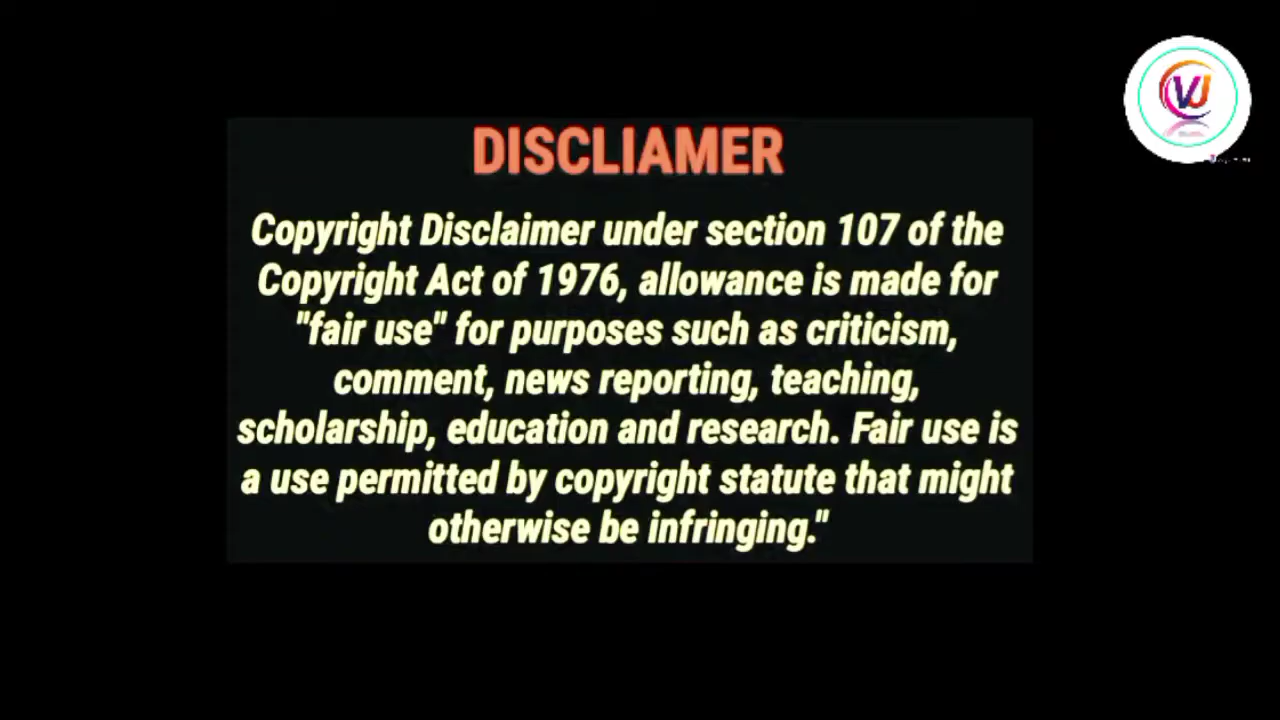 DISCLIAMER
Copyright Disclaimer under section 107 of the
Copyright Act of 1976, allowance is made for
"fair use" for purposes such as criticism,
comment, news reporting, teaching,
scholarship, education and research. Fair use is
a use permitted by copyright statute that might
otherwise be infringing."
VJ